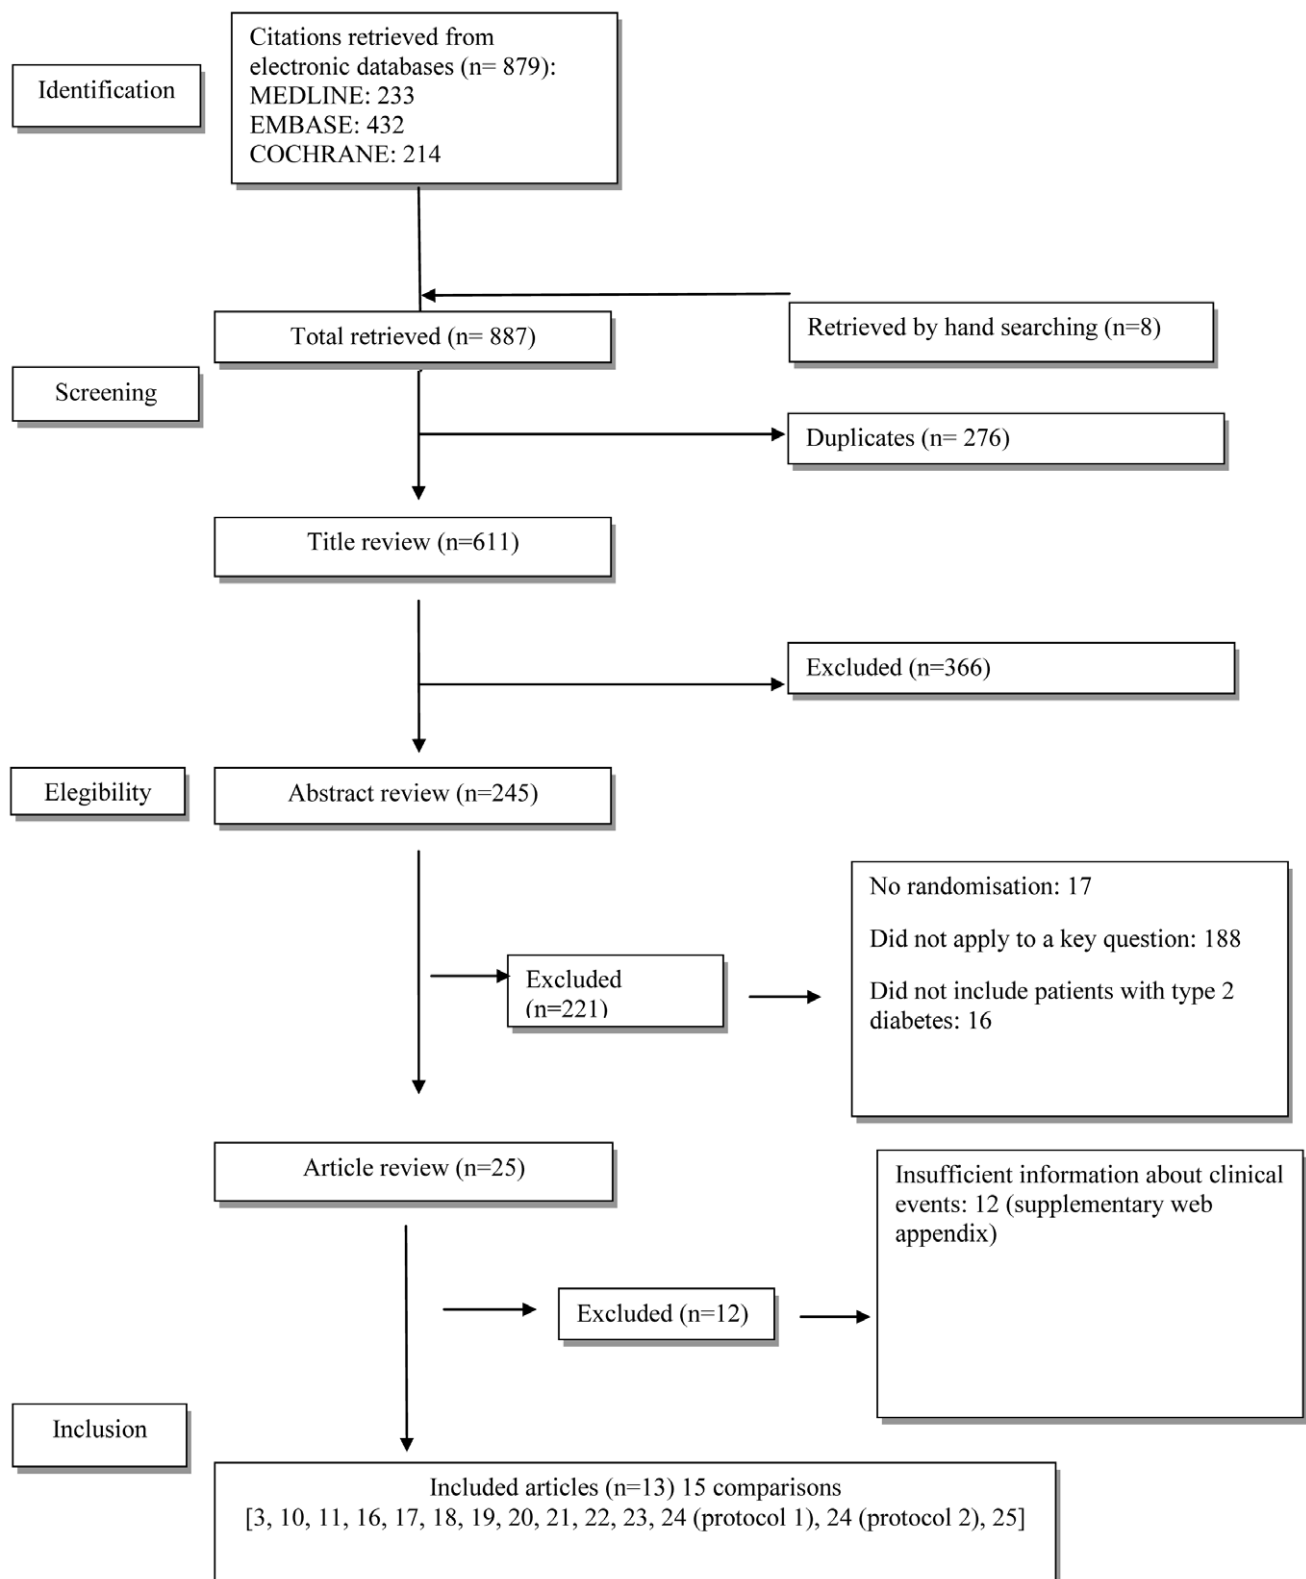 Identification
Citations retrieved from
electronic databases (n= 879):
MEDLINE: 233
EMBASE: 432
COCHRANE: 214
Total retrieved (n= 887)
Retrieved by hand searching (n=8)
Screening
Duplicates (n= 276)
Title review (n=611)
Excluded (n=366)
Elegibility
Abstract review (n=245)
No randomisation: 17
Did not apply to a key question: 188
Did not include patients with type 2
diabetes: 16
Excluded
(n=221)
Article review (n=25)
Insufficient information about clinical
events: 12 (supplementary web
appendix)
Excluded (n=12)
Inclusion
Included articles (n=13) 15 comparisons
[3, 10, 11, 16, 17, 18, 19, 20, 21, 22, 23, 24 (protocol 1), 24 (protocol 2), 25]